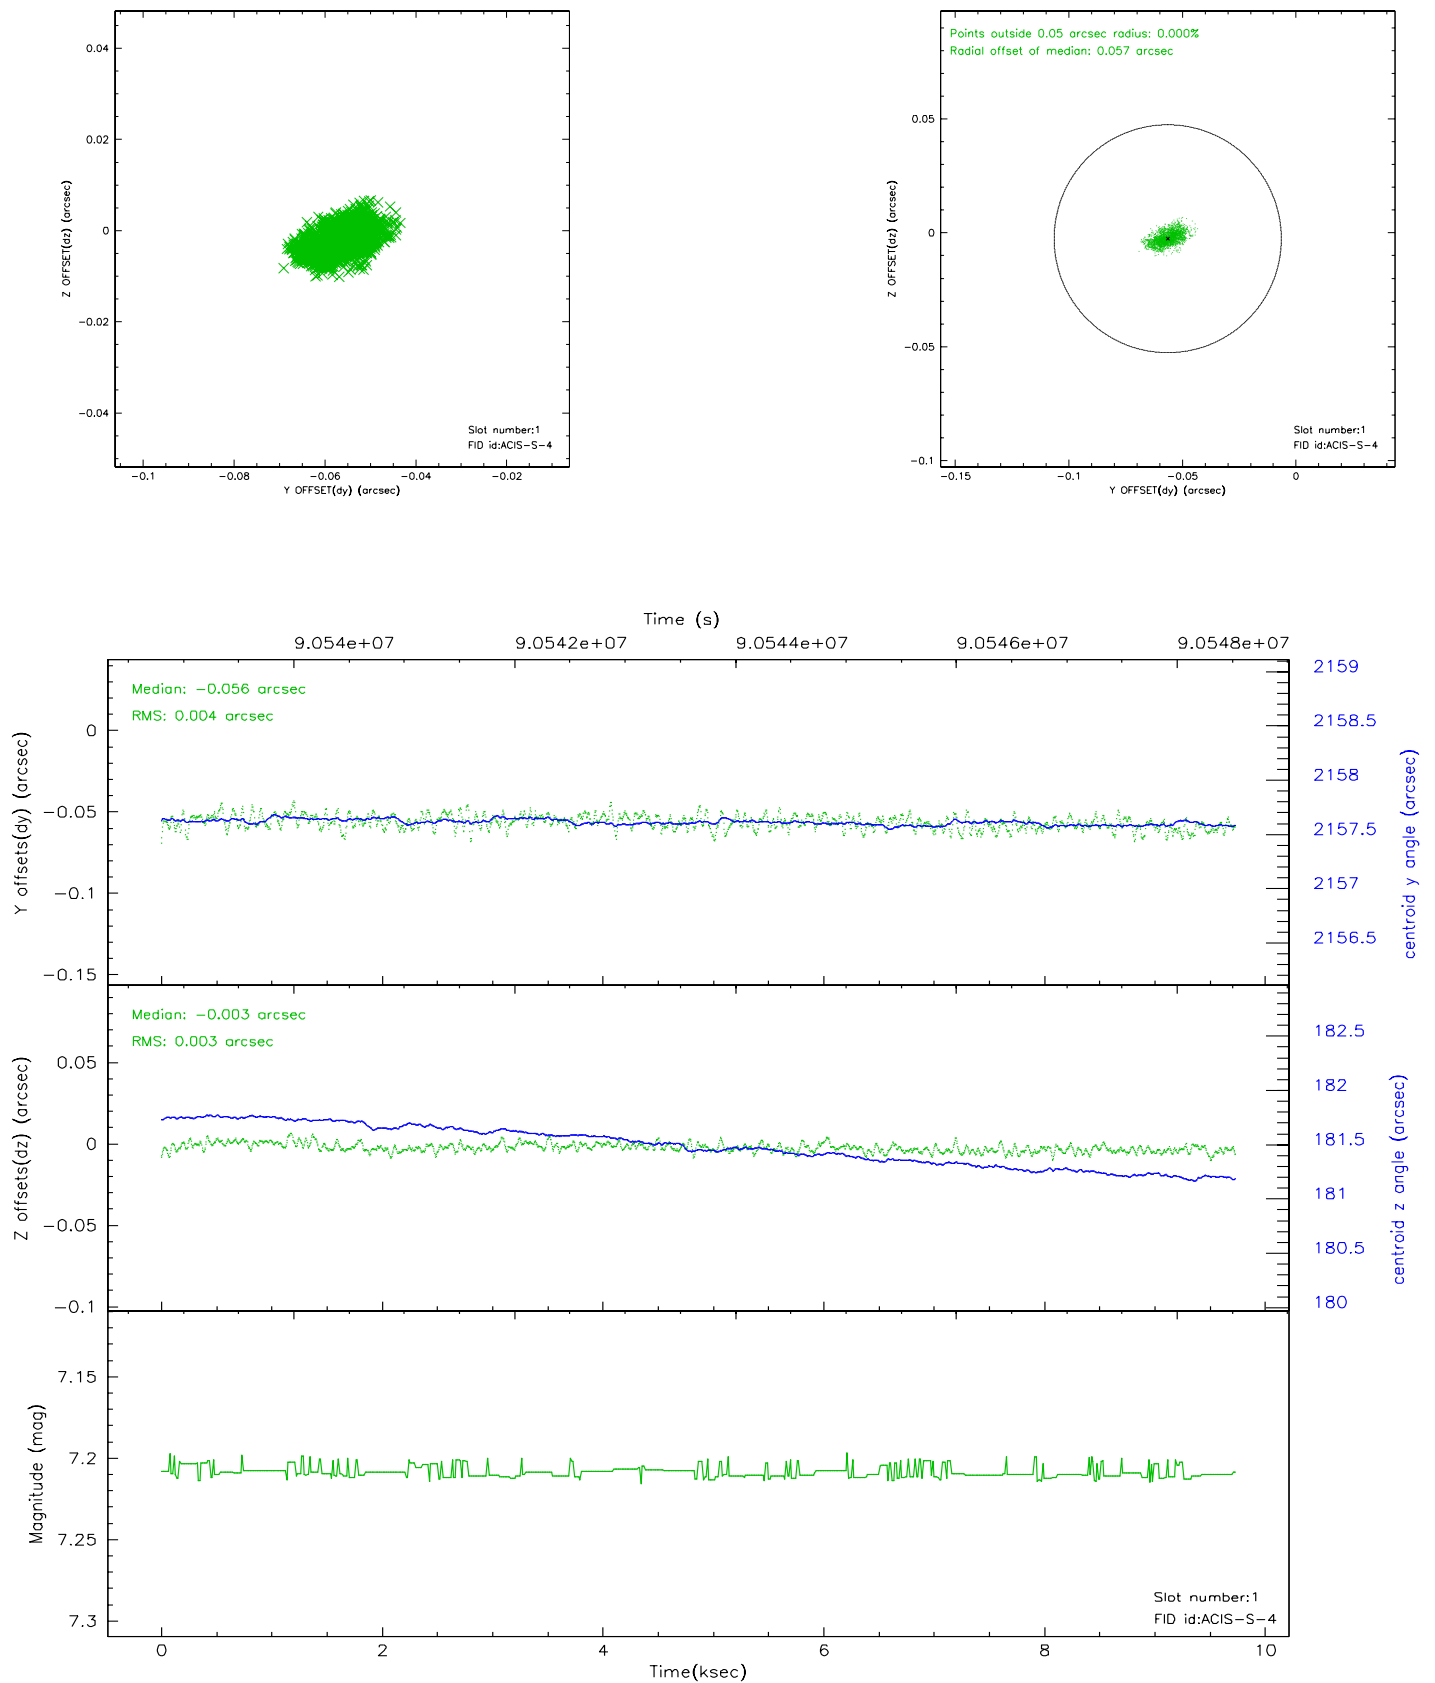 0.04
0.02
0
-0.02
-0.04
Z OFFSET(dz) (arcsec)
Slot number:1
FID id:ACIS-S-4
-0.1 -0.08 -0.06 -0.04 -0.02
Y OFFSET(dy) (arcsec)
Points outside 0.05 arcsec radius: 0.000%
Radial offset of median: 0.057 arcsec
0.05
0
-0.05
-0.1
Z OFFSET(dz) (arcsec)
Slot number:1
FID id:ACIS-S-4
-0.15 -0.1 -0.05 0
Y OFFSET(dy) (arcsec)
Time (s)
9.054e+07 9.0542e+07 9.0544e+07 9.0546e+07 9.0548e+07
Median: -0.056 arcsec
RMS: 0.004 arcsec
0
-0.05
-0.1
-0.15
Y offsets(dy) (arcsec)
2159
2158.5
2158
2157.5
2157
2156.5
centroid y angle (arcsec)
Median: -0.003 arcsec
RMS: 0.003 arcsec
0.05
0
-0.05
-0.1
Z offsets(dz) (arcsec)
182.5
182
181.5
181
180.5
180
centroid z angle (arcsec)
7.15
7.2
7.25
7.3
Magnitude (mag)
Slot number:1
FID id:ACIS-S-4
0 2 4 6 8 10
Time(ksec)